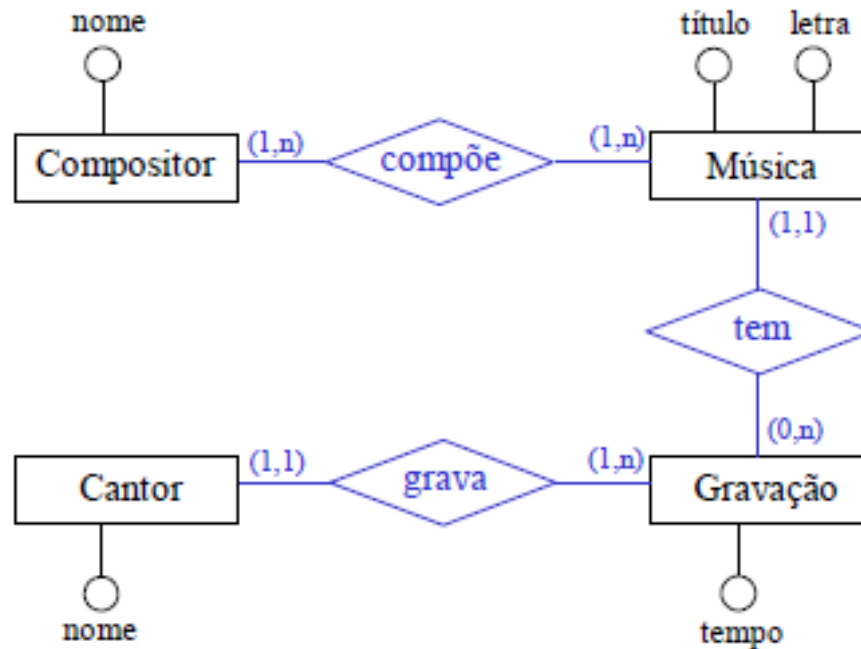 nome
título letra
Compositor (1,n) compõe (1,n) Música
(1,1)
tem
(0,n)
Cantor (1,1) grava (1,n) Gravação
nome
tempo